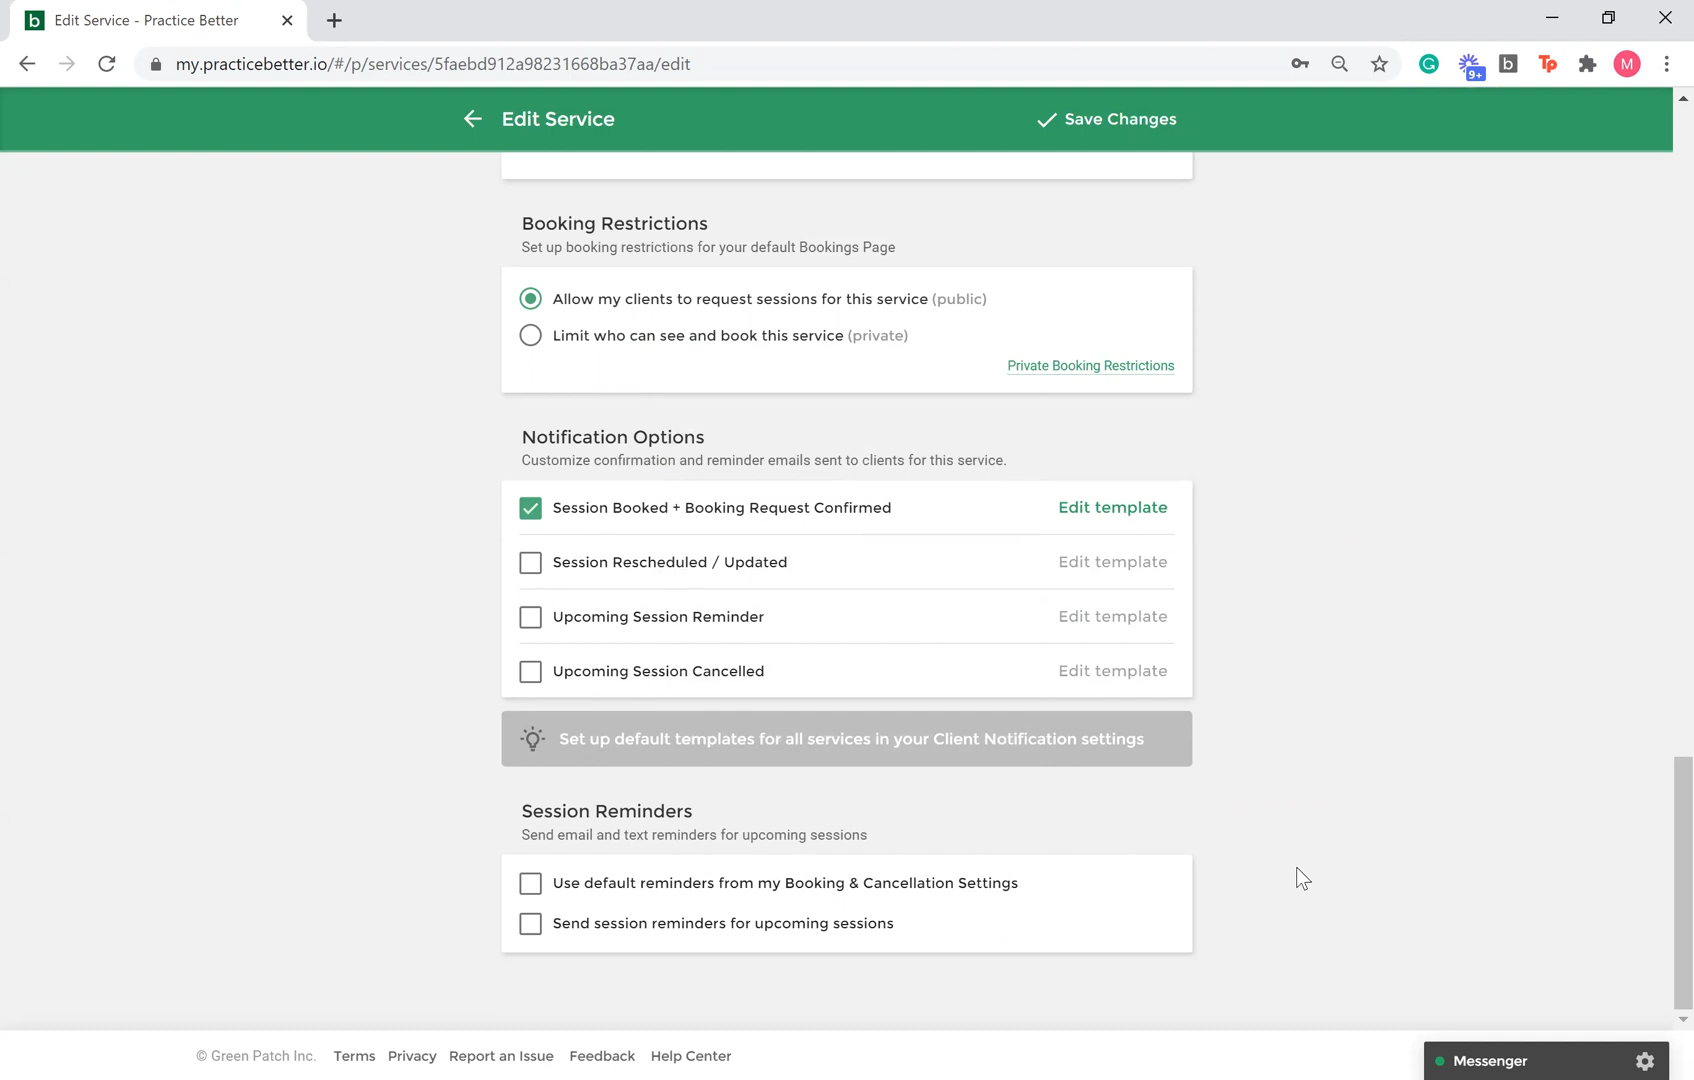 b Edit Service - Practice Better
my.practicebetter.io/#/p/services/5faebd912a98231668ba37aa/edit
G 9+ b Tp M
Edit Service
Save Changes
Booking Restrictions
Set up booking restrictions for your default Bookings Page
Allow my clients to request sessions for this service (public)
Limit who can see and book this service (private)
Private Booking Restrictions
Notification Options
Customize confirmation and reminder emails sent to clients for this service.
Session Booked + Booking Request Confirmed Edit template
Session Rescheduled / Updated Edit template
Upcoming Session Reminder Edit template
Upcoming Session Cancelled Edit template
Set up default templates for all services in your Client Notification settings
Session Reminders
Send email and text reminders for upcoming sessions
Use default reminders from my Booking & Cancellation Settings
Send session reminders for upcoming sessions
© Green Patch Inc. Terms Privacy Report an Issue Feedback Help Center
Messenger